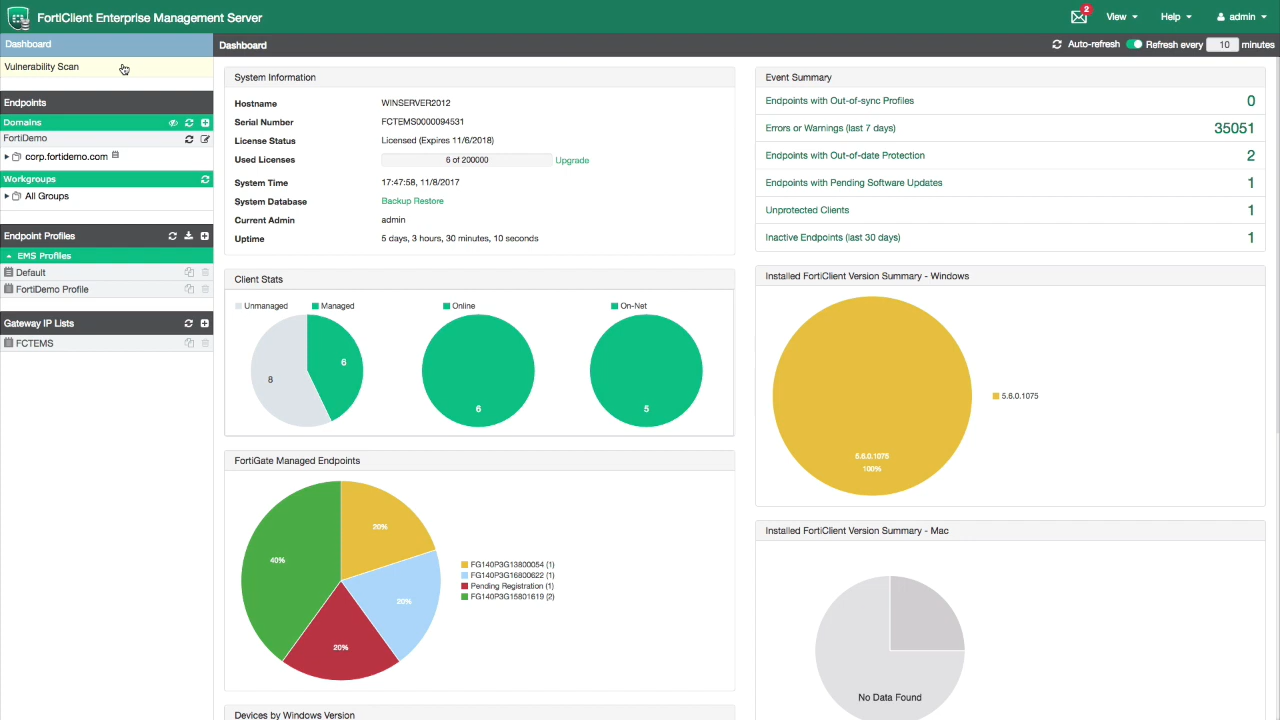 FortiClient Enterprise Management Server
2
View
Help
admin
Dashboard
Vulnerability Scan
Endpoints
Domains
FortiDemo
corp.fortidemo.com
Workgroups
All Groups
Endpoint Profiles
EMS Profiles
Default
FortiDemo Profile
Gateway IP Lists
FCTEMS
Dashboard
Auto-refresh
Refresh every 10 minutes
System Information
Hostname WINSERVER2012
Serial Number FCTEMS0000094531
License Status Licensed (Expires 11/6/2018)
Used Licenses 6 of 200000 Upgrade
System Time 17:47:58, 11/8/2017
System Database Backup Restore
Current Admin admin
Uptime 5 days, 3 hours, 30 minutes, 10 seconds
Client Stats
Unmanaged Managed
8
6
Online
6
On-Net
5
FortiGate Managed Endpoints
20%
40%
20%
20%
FG140P3G13800054 (1)
FG140P3G16800622 (1)
Pending Registration (1)
FG140P3G15801619 (2)
Devices by Windows Version
Event Summary
Endpoints with Out-of-sync Profiles 0
Errors or Warnings (last 7 days) 35051
Endpoints with Out-of-date Protection 2
Endpoints with Pending Software Updates 1
Unprotected Clients 1
Inactive Endpoints (last 30 days) 1
Installed FortiClient Version Summary - Windows
5.6.0.1075
100%
5.6.0.1075
Installed FortiClient Version Summary - Mac
No Data Found